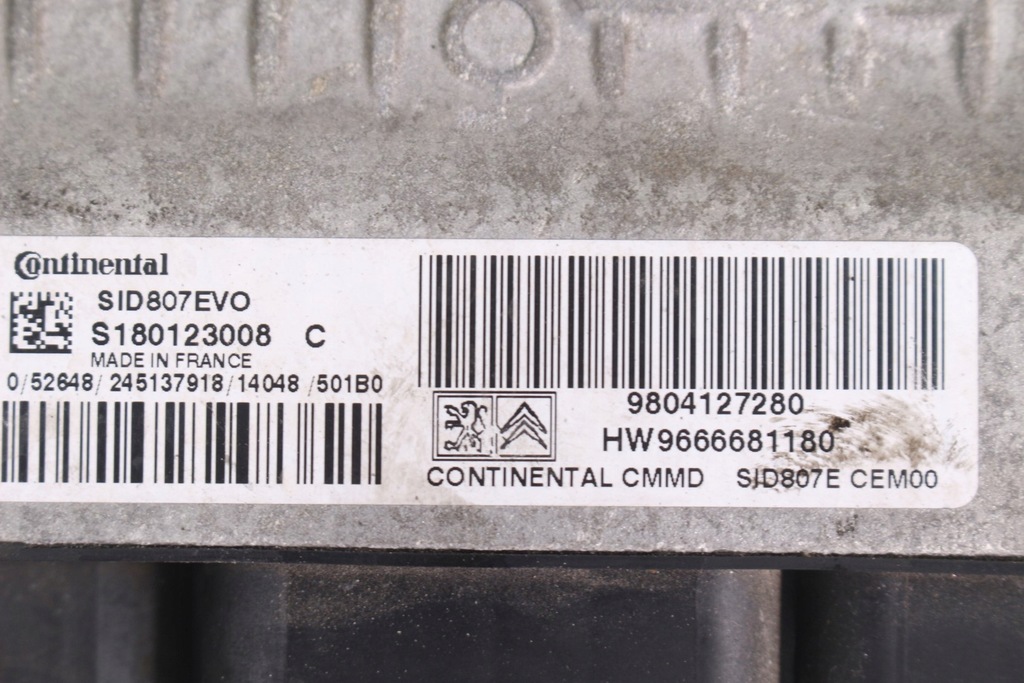 Continental
SID807EVO
S180123008 C
MADE IN FRANCE
0/52648/245137918/14048/501B0
9804127280
HW9666681180
CONTINENTAL CMMD SID807E CEM00